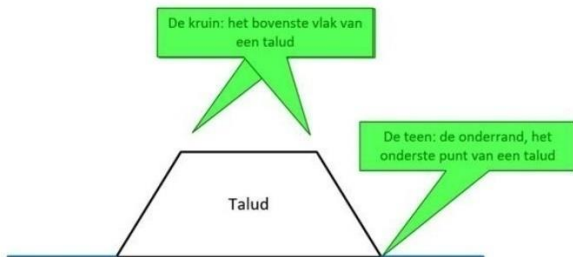 De kruin: het bovenste vlak van
een talud
De teen: de onderrand, het
onderste punt van een talud
Talud